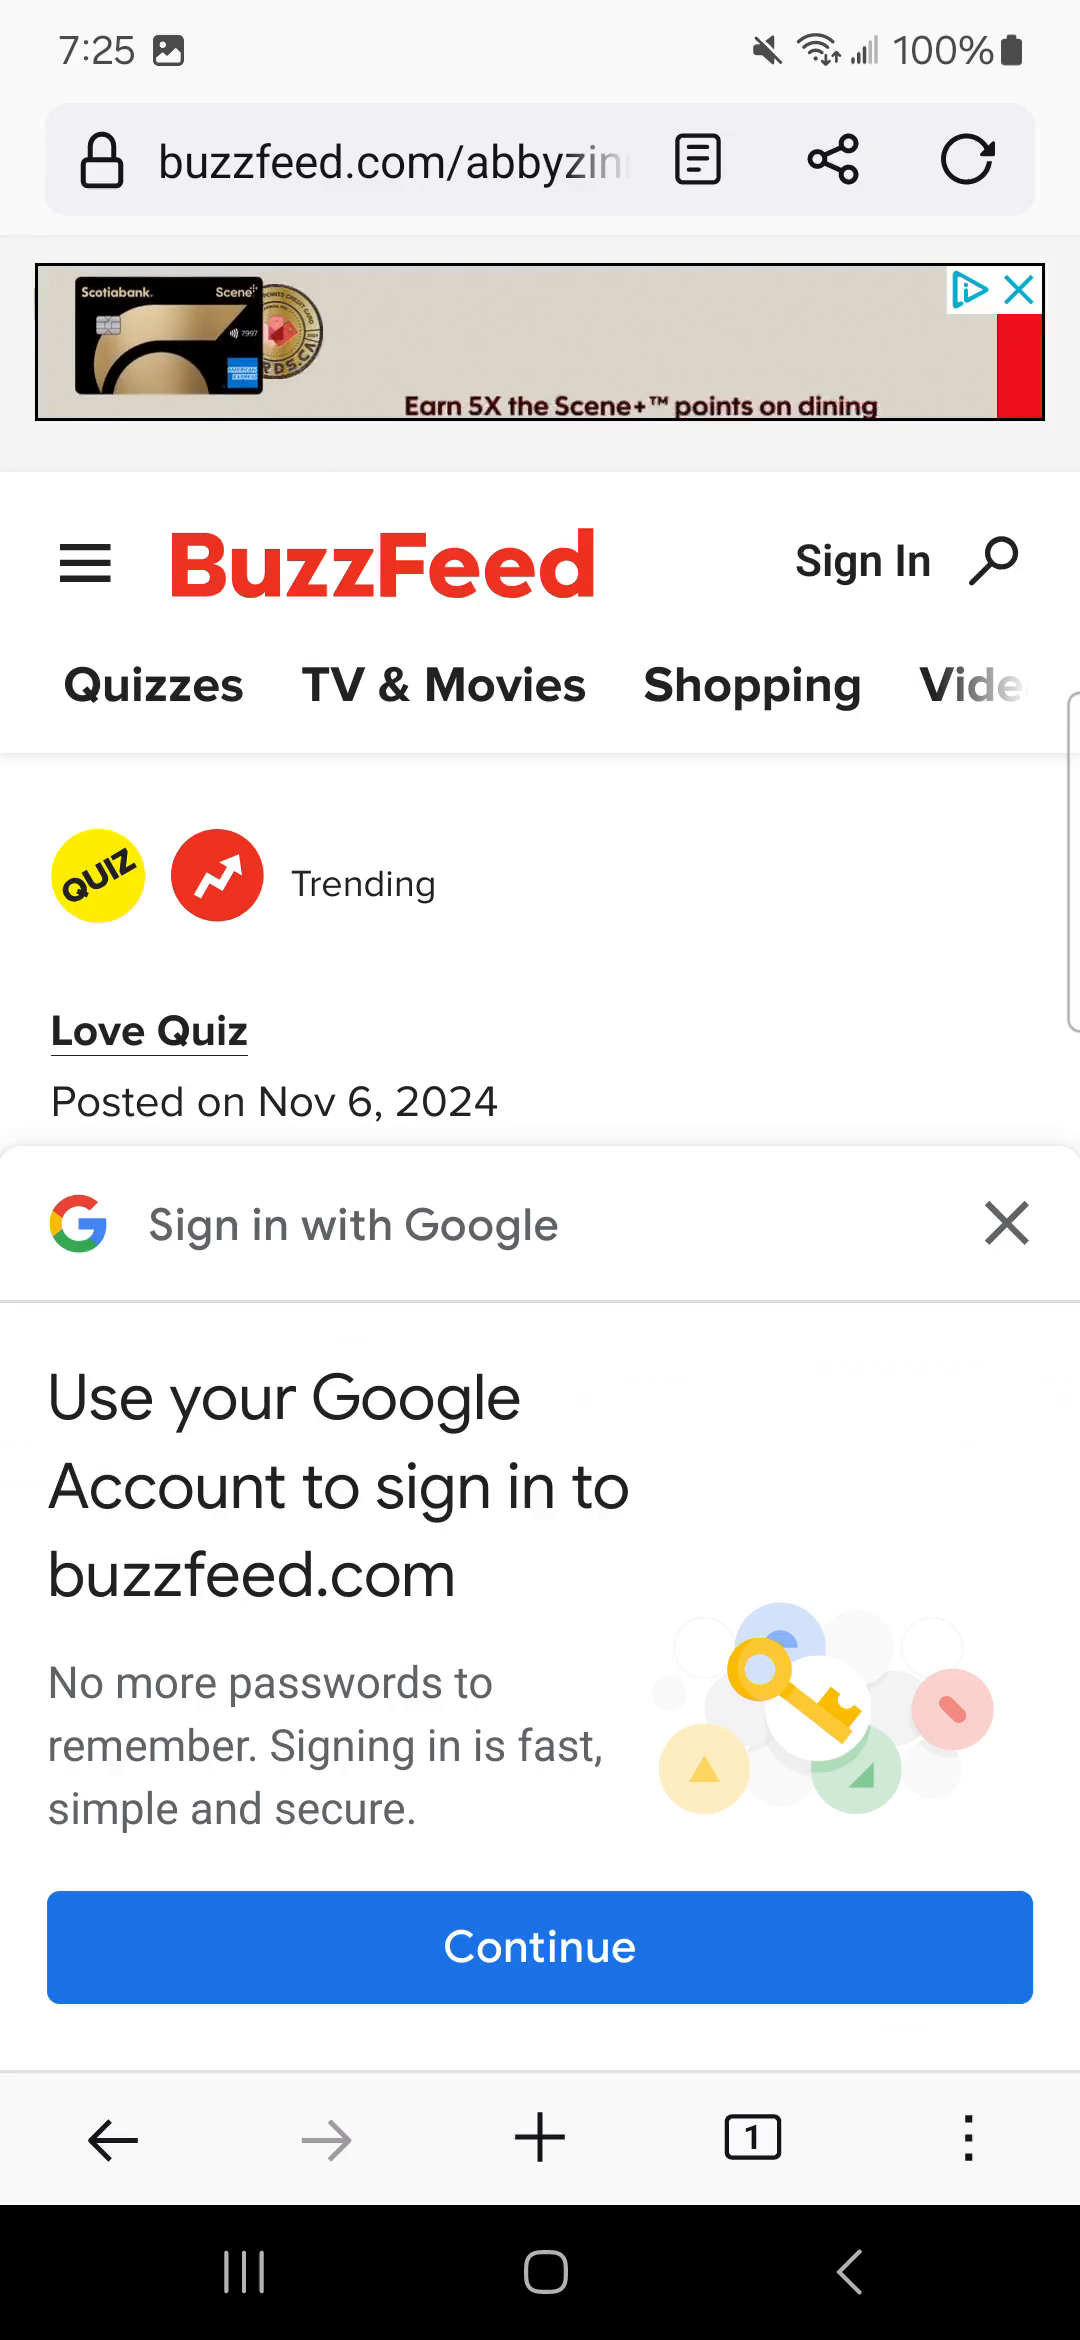 7:25
100%
buzzfeed.com/abbyzin
Scotiabank. Scene+
7997
AMERICAN EXPRESS
Earn 5X the Scene+™ points on dining
BuzzFeed
Sign In
Quizzes TV & Movies Shopping Vide
QUIZ
Trending
Love Quiz
Posted on Nov 6, 2024
Sign in with Google
Use your Google
Account to sign in to
buzzfeed.com
No more passwords to
remember. Signing in is fast,
simple and secure.
Continue
1